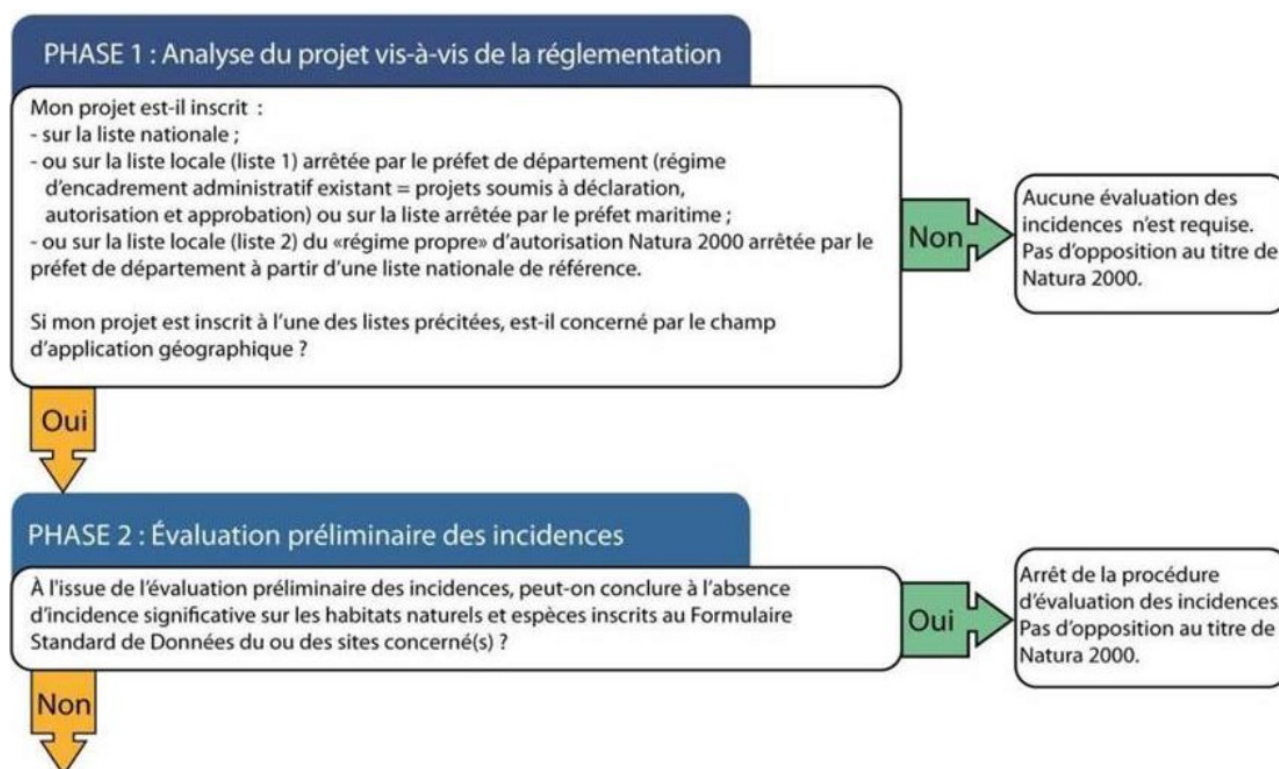 PHASE 1 : Analyse du projet vis-à-vis de la réglementation
Mon projet est-il inscrit :
- sur la liste nationale ;
- ou sur la liste locale (liste 1) arrêtée par le préfet de département (régime
d'encadrement administratif existant = projets soumis à déclaration,
autorisation et approbation) ou sur la liste arrêtée par le préfet maritime ;
- ou sur la liste locale (liste 2) du «régime propre» d'autorisation Natura 2000 arrêtée par le
préfet de département à partir d'une liste nationale de référence.
Si mon projet est inscrit à l'une des listes précitées, est-il concerné par le champ
d'application géographique ?
Non
Aucune évaluation des
incidences n'est requise.
Pas d'opposition au titre de
Natura 2000.
Oui
PHASE 2 : Évaluation préliminaire des incidences
À l'issue de l'évaluation préliminaire des incidences, peut-on conclure à l'absence
d'incidence significative sur les habitats naturels et espèces inscrits au Formulaire
Standard de Données du ou des sites concerné(s) ?
Oui
Arrêt de la procédure
d'évaluation des incidences
Pas d'opposition au titre de
Natura 2000.
Non